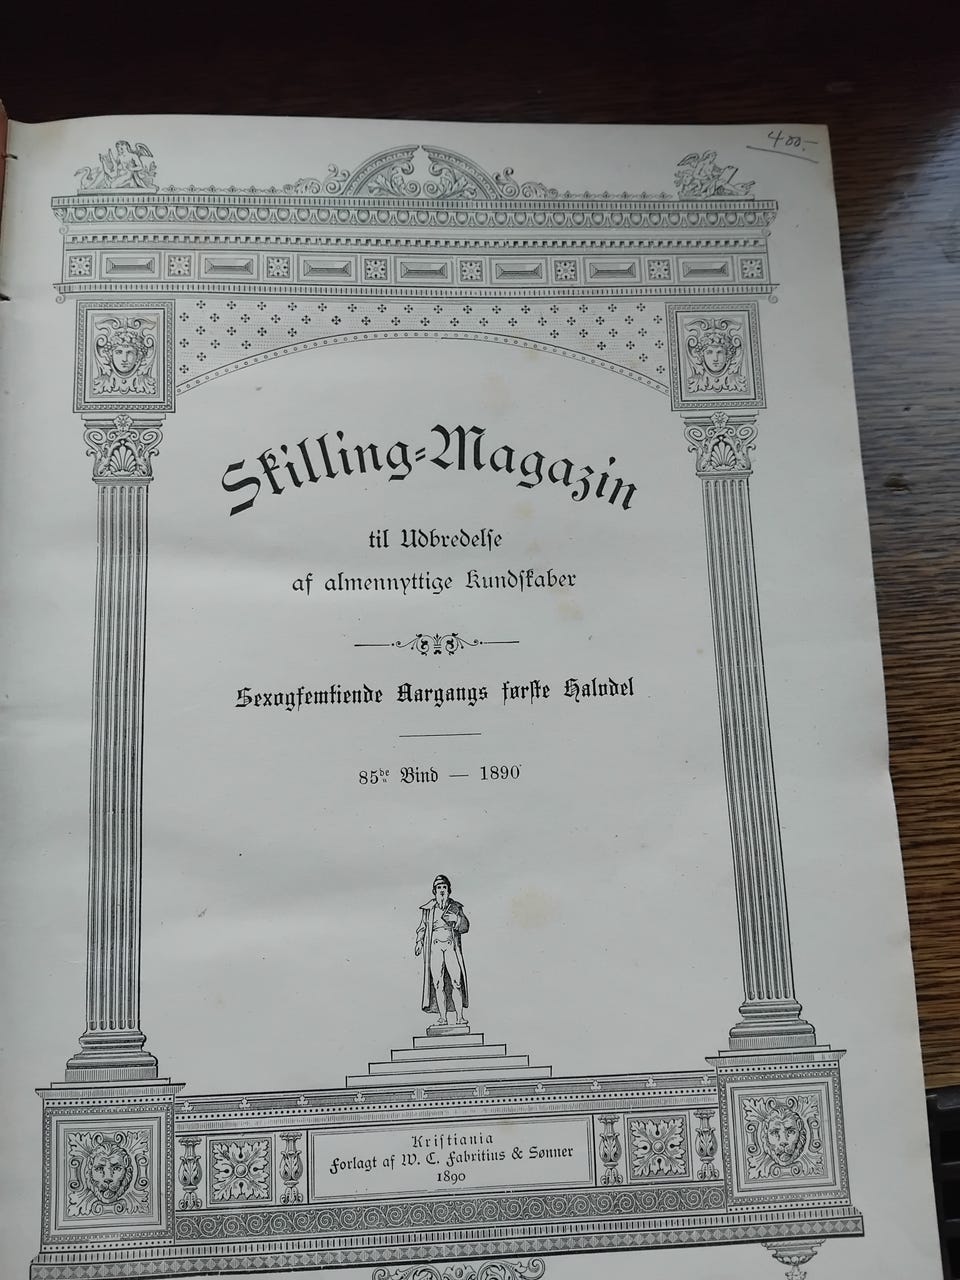 400.-
Skilling-Magazin
til Udbredelse
af almennyttige Kundskaber
Sexogfemtiende Aargangs første Halvdel
85de Bind — 1890
Kristiania
Forlagt af W. C. Fabritius & Sønner
1890